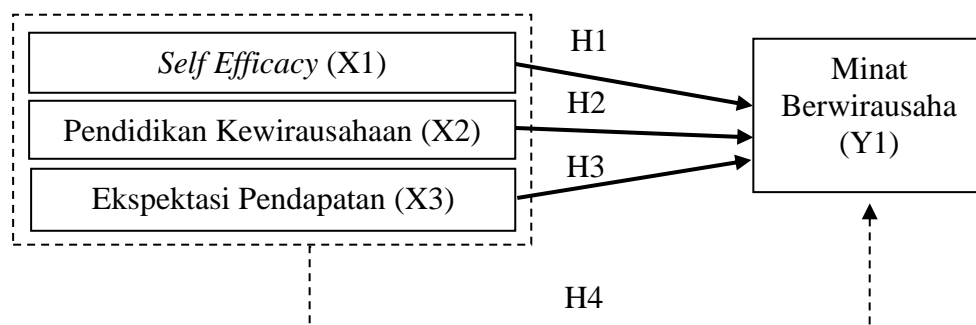 Self Efficacy (X1)
Pendidikan Kewirausahaan (X2)
Ekspektasi Pendapatan (X3)
H1
H2
H3
H4
Minat
Berwirausaha
(Y1)